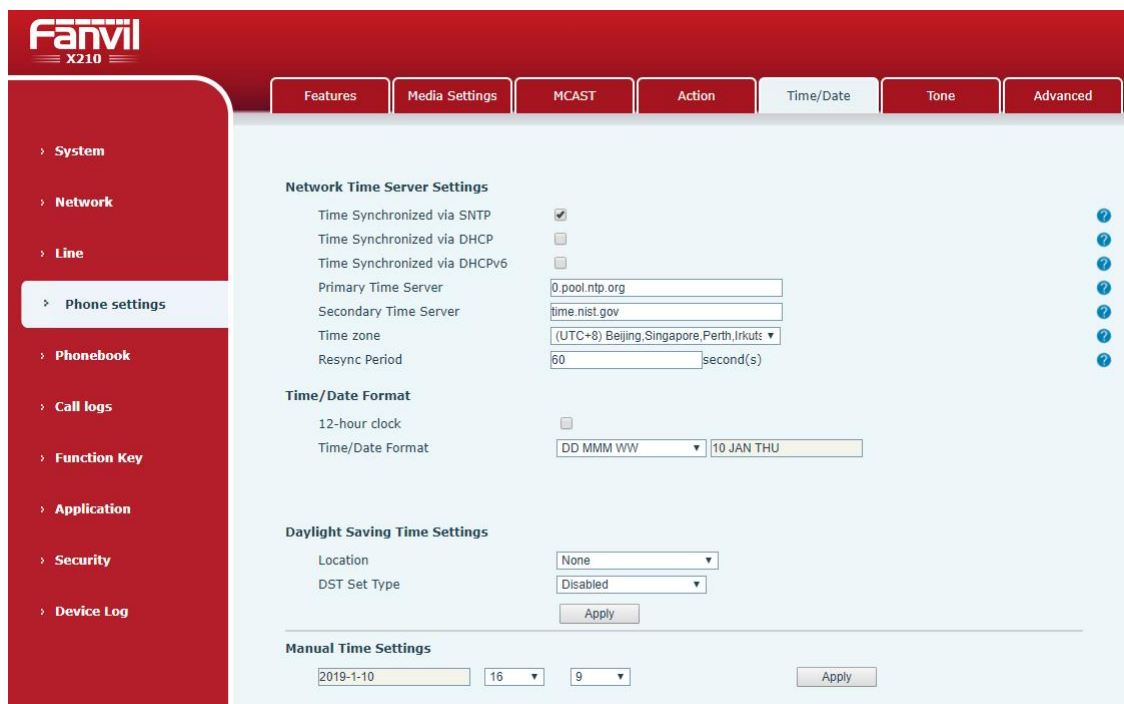 Fanvil
X210
Features Media Settings MCAST Action Time/Date Tone Advanced
› System
› Network
› Line
› Phone settings
› Phonebook
› Call logs
› Function Key
› Application
› Security
› Device Log
Network Time Server Settings
Time Synchronized via SNTP
Time Synchronized via DHCP
Time Synchronized via DHCPv6
Primary Time Server 0.pool.ntp.org
Secondary Time Server time.nist.gov
Time zone (UTC+8) Beijing,Singapore,Perth,Irkuts
Resync Period 60 second(s)
Time/Date Format
12-hour clock
Time/Date Format DD MMM WW 10 JAN THU
Daylight Saving Time Settings
Location None
DST Set Type Disabled
Apply
Manual Time Settings
2019-1-10 16 9 Apply